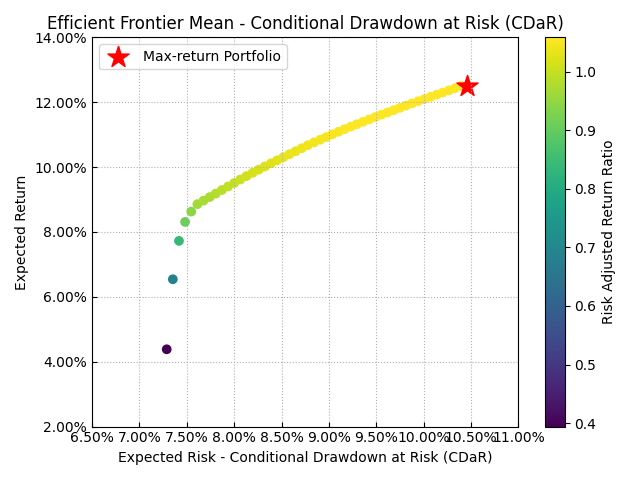 Efficient Frontier Mean - Conditional Drawdown at Risk (CDaR)
Max-return Portfolio
14.00%
12.00%
10.00%
8.00%
6.00%
4.00%
2.00%
Expected Return
6.50% 7.00% 7.50% 8.00% 8.50% 9.00% 9.50% 10.00% 10.50% 11.00%
Expected Risk - Conditional Drawdown at Risk (CDaR)
1.0
0.9
0.8
0.7
0.6
0.5
0.4
Risk Adjusted Return Ratio